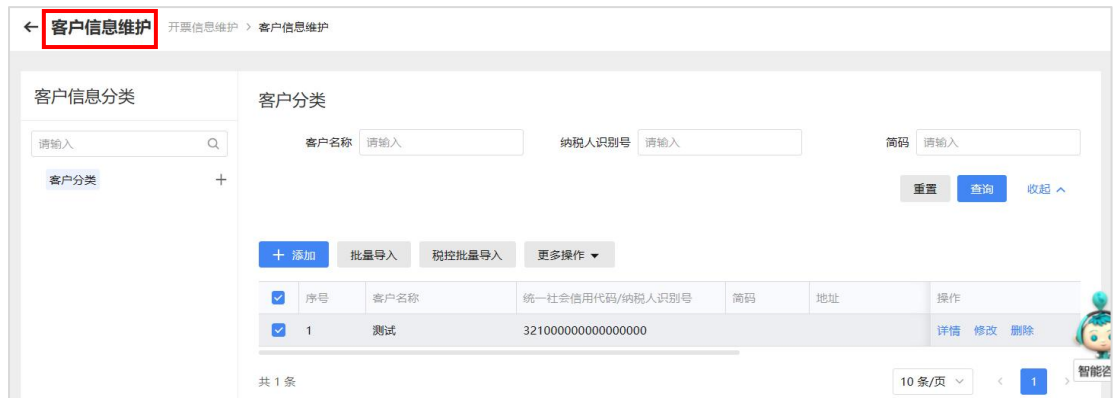 客户信息维护 开票信息维护 > 客户信息维护
客户信息分类
请输入
客户分类
客户分类
客户名称 请输入 纳税人识别号 请输入 简码 请输入
重置 查询 收起
添加 批量导入 税控批量导入 更多操作
序号 客户名称 统一社会信用代码/纳税人识别号 简码 地址 操作
1 测试 321000000000000000 详情 修改 删除
共 1 条 10 条/页 1
智能咨